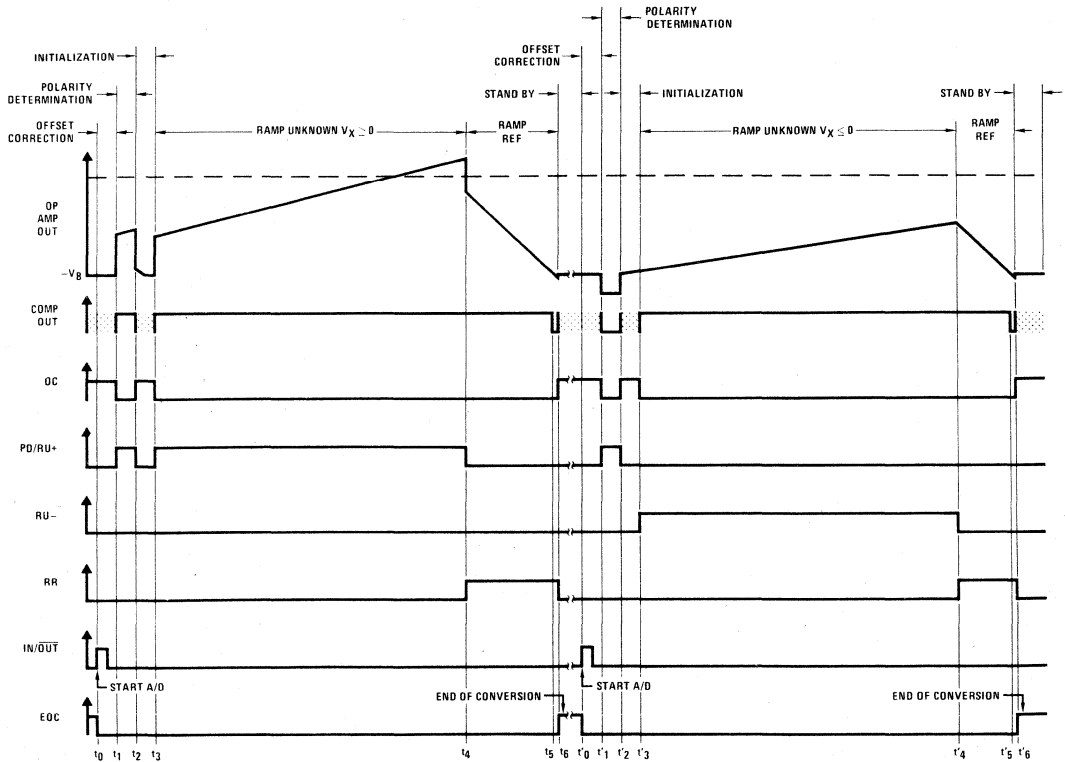 POLARITY
DETERMINATION
OFFSET
CORRECTION
INITIALIZATION
POLARITY
DETERMINATION
STAND BY
INITIALIZATION
STAND BY
OFFSET
CORRECTION
RAMP UNKNOWN VX ≥ 0
RAMP
REF
RAMP UNKNOWN VX ≤ 0
RAMP
REF
OP
AMP
OUT
–VB
COMP
OUT
OC
PD/RU+
RU–
RR
IN/OUT
START A/D
START A/D
END OF CONVERSION
END OF CONVERSION
EOC
t0 t1 t2 t3 t4 t5 t6 t'0 t'1 t'2 t'3 t'4 t'5 t'6